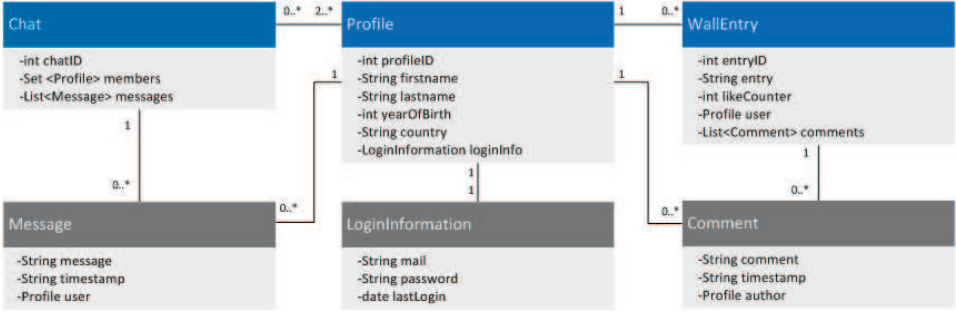 Chat
-int chatID
-Set <Profile> members
-List<Message> messages
0..*
2..*
Profile
-int profileID
-String firstname
-String lastname
-int yearOfBirth
-String country
-LoginInformation loginInfo
1
0..*
WallEntry
-int entryID
-String entry
-int likeCounter
-Profile user
-List<Comment> comments
1
1
1
0..*
0..*
1
1
1
0..*
0..*
Message
-String message
-String timestamp
-Profile user
LoginInformation
-String mail
-String password
-date lastLogin
Comment
-String comment
-String timestamp
-Profile author